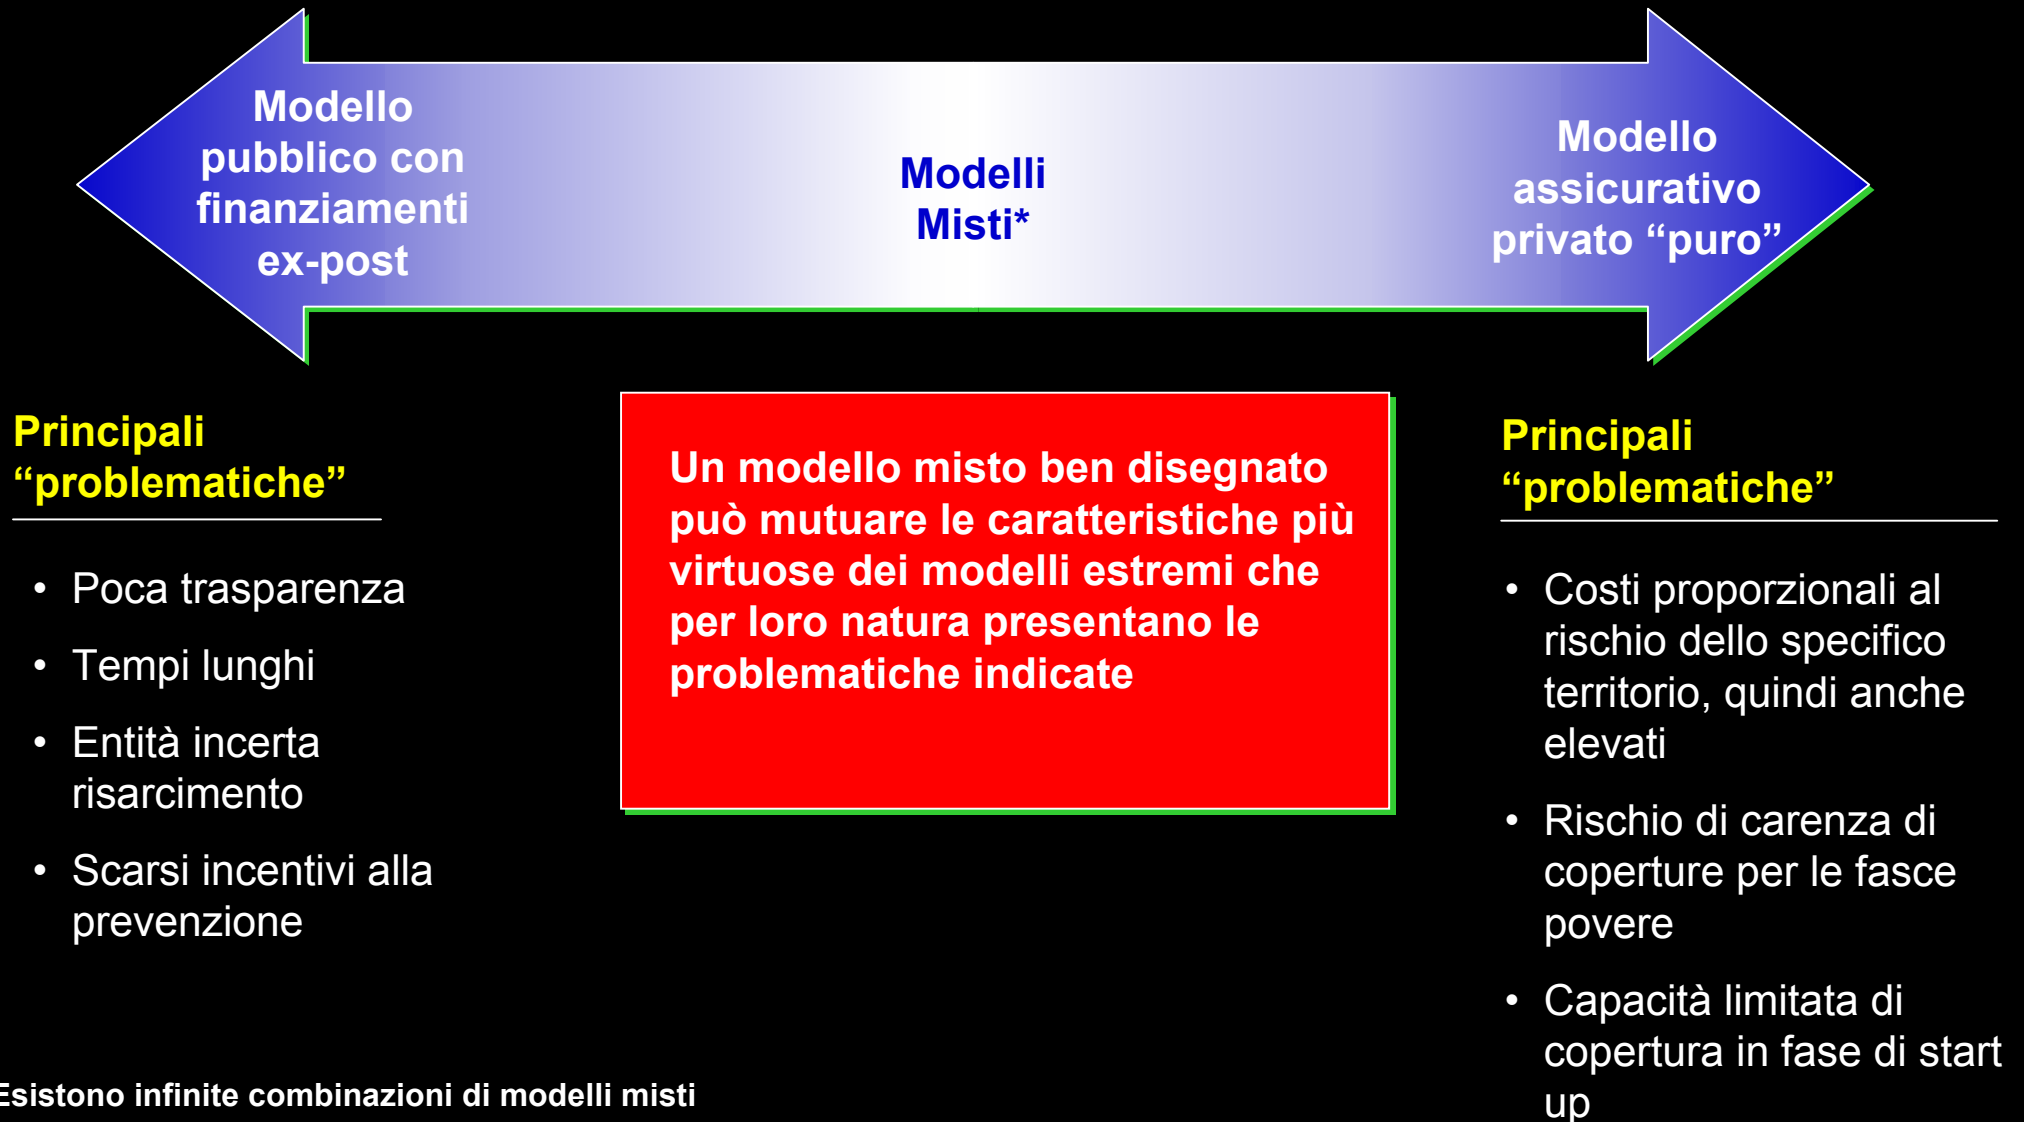 Modello
pubblico con
finanziamenti
ex-post
Modelli
Misti*
Modello
assicurativo
privato “puro”
Principali
“problematiche”
• Poca trasparenza
• Tempi lunghi
• Entità incerta
risarcimento
• Scarsi incentivi alla
prevenzione
Un modello misto ben disegnato
può mutuare le caratteristiche più
virtuose dei modelli estremi che
per loro natura presentano le
problematiche indicate
Principali
“problematiche”
• Costi proporzionali al
rischio dello specifico
territorio, quindi anche
elevati
• Rischio di carenza di
coperture per le fasce
povere
• Capacità limitata di
copertura in fase di start
up
Esistono infinite combinazioni di modelli misti